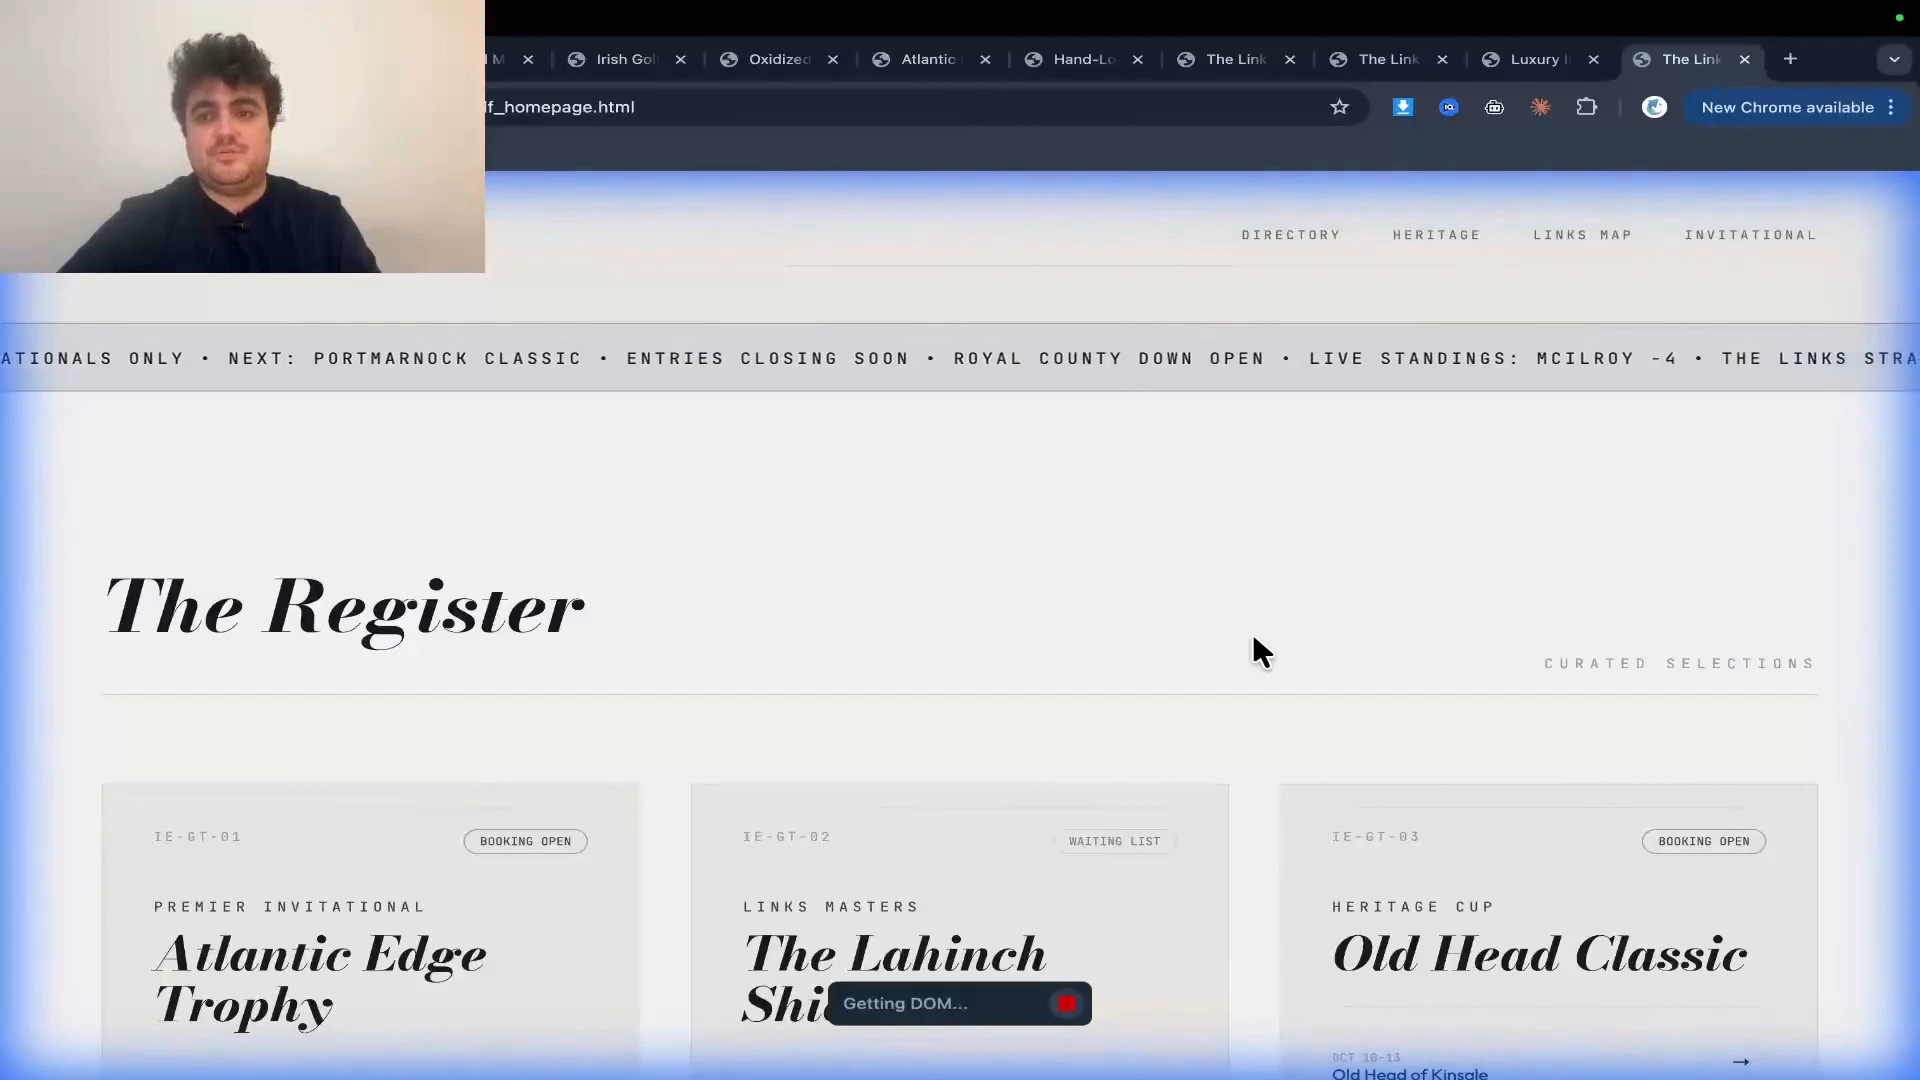 Irish Gol
Oxidized
Atlantic
Hand-Lo
The Link
The Link
Luxury I
The Link
lf_homepage.html
New Chrome available
DIRECTORY
HERITAGE
LINKS MAP
INVITATIONAL
ATIONALS ONLY • NEXT: PORTMARNOCK CLASSIC • ENTRIES CLOSING SOON • ROYAL COUNTY DOWN OPEN • LIVE STANDINGS: MCILROY -4 • THE LINKS STRA
The Register
CURATED SELECTIONS
IE-GT-01
BOOKING OPEN
PREMIER INVITATIONAL
Atlantic Edge
Trophy
IE-GT-02
WAITING LIST
LINKS MASTERS
The Lahinch
Shi
IE-GT-03
BOOKING OPEN
HERITAGE CUP
Old Head Classic
OCT 10-13
→
Old Head of Kinsale
Getting DOM...